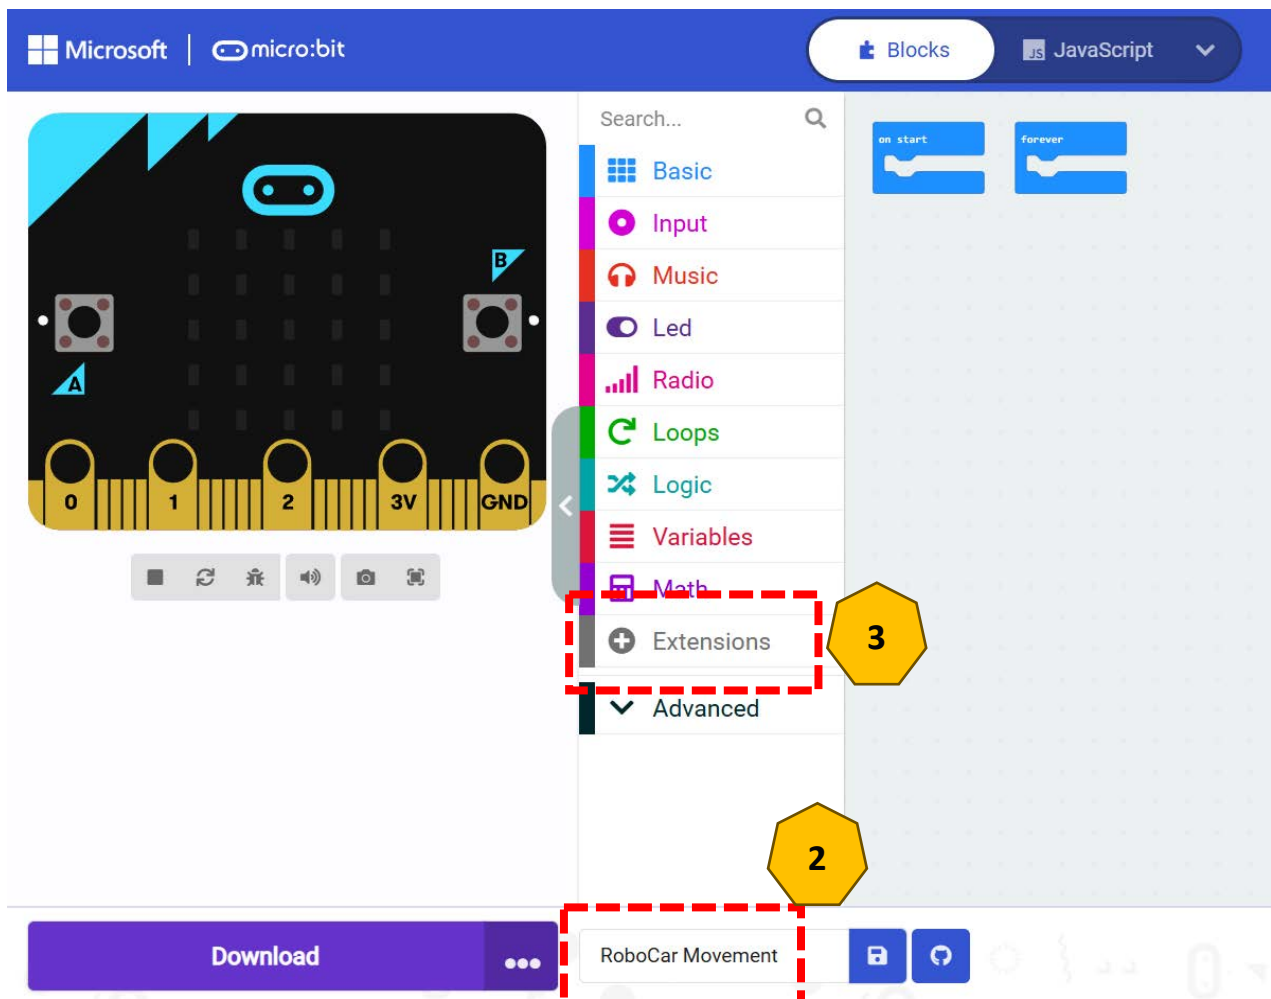 Microsoft micro:bit Blocks JS JavaScript
Search...
on start forever
Basic
Input
B
Music
Led
Radio
A
Loops
Logic
0 1 2 3V GND
Variables
Math
Extensions
3
Advanced
2
Download ••• RoboCar Movement